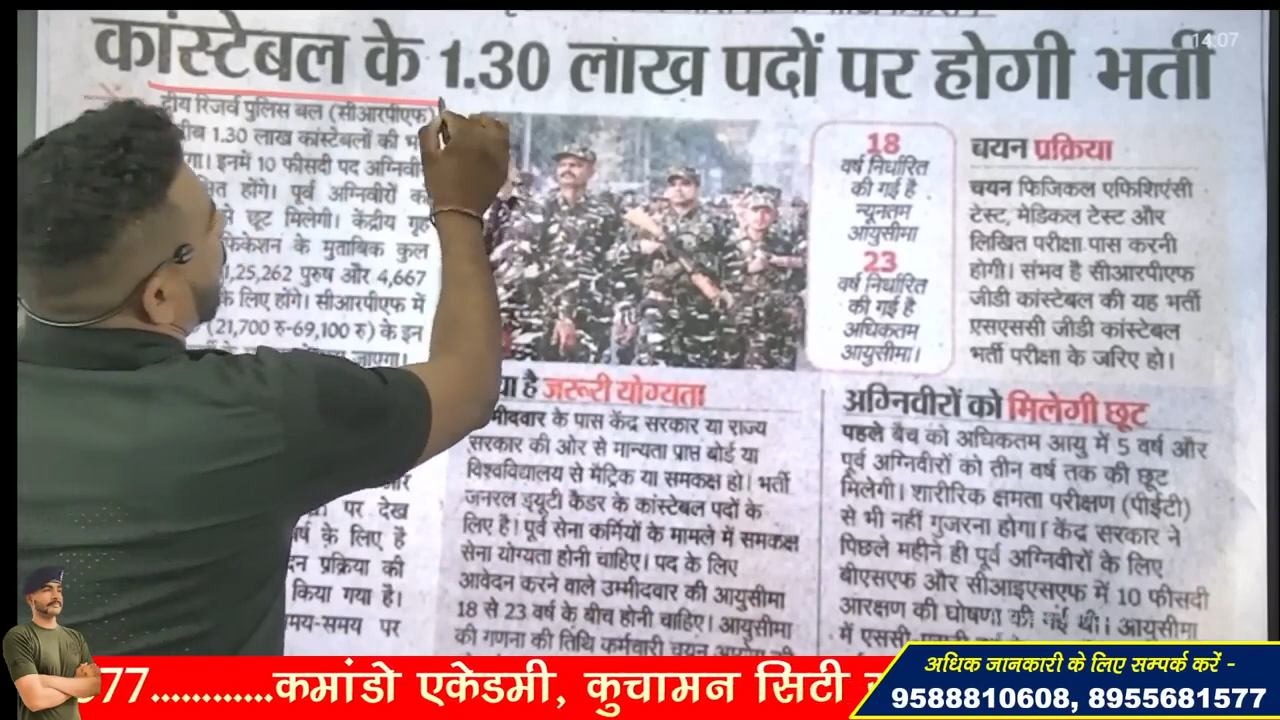 कांस्टेबल के 1.30 लाख पदों पर होगी भर्ती
14:07
रिजर्व पुलिस बल (सीआरपीएफ)
1.30 लाख कांस्टेबलों की
इनमें 10 फीसदी पद
होंगे। पूर्व अग्निवीरों
छूट मिलेगी। केंद्रीय गृह
के मुताबिक कुल
1,25,262 पुरुष और 4,667
के लिए होंगे। सीआरपीएफ में
(21,700 रु-69,100 रु) के इन
जाएगा।
पर देख
के लिए है
प्रक्रिया की
किया गया है।
पर
18
वर्ष निर्धारित
की गई है
न्यूनतम
आयुसीमा
23
वर्ष निर्धारित
की गई है
अधिकतम
आयुसीमा।
चयन प्रक्रिया
चयन फिजिकल एफिशिएंसी
टेस्ट, मेडिकल टेस्ट और
लिखित परीक्षा पास करनी
होगी। संभव है सीआरपीएफ
जीडी कांस्टेबल की यह भर्ती
एसएससी जीडी कांस्टेबल
भर्ती परीक्षा के जरिए हो।
है जरूरी योग्यता
के पास केंद्र सरकार या राज्य
सरकार की ओर से मान्यता प्राप्त बोर्ड या
विश्वविद्यालय से मैट्रिक या समकक्ष हो। भर्ती
जनरल ड्यूटी कैडर के कांस्टेबल पदों के
लिए है। पूर्व सेना कर्मियों के मामले में समकक्ष
सेना योग्यता होनी चाहिए। पद के लिए
आवेदन करने वाले उम्मीदवार की आयुसीमा
18 से 23 वर्ष के बीच होनी चाहिए। आयुसीमा
की गणना की तिथि कर्मचारी चयन
अग्निवीरों को मिलेगी छूट
पहले बैच को अधिकतम आयु में 5 वर्ष और
पूर्व अग्निवीरों को तीन वर्ष तक की छूट
मिलेगी। शारीरिक क्षमता परीक्षण (पीईटी)
से भी नहीं गुजरना होगा। केंद्र सरकार ने
पिछले महीने ही पूर्व अग्निवीरों के लिए
बीएसएफ और सीआइएसएफ में 10 फीसदी
आरक्षण की घोषणा की गई थी। आयुसीमा
में एससी,
77............कमांडो एकेडमी, कुचामन सिटी
अधिक जानकारी के लिए सम्पर्क करें -
9588810608, 8955681577